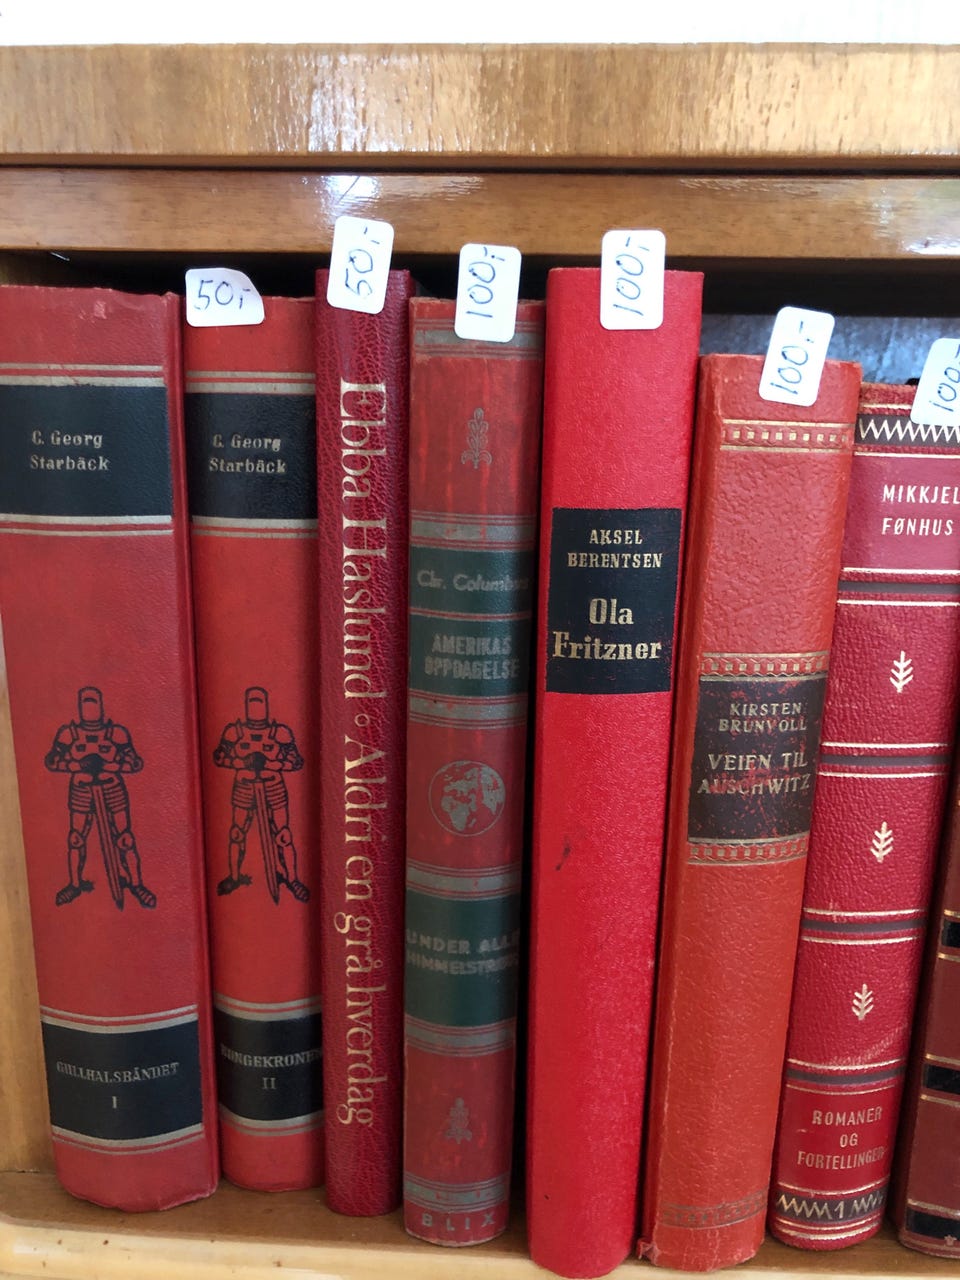 C. Georg
Starbäck
GULLHALSBÅNDET
I
50,-
C. Georg
Starbäck
KONGEKRONEN
II
50,-
Ebba Haslund ∘ Aldri en grå hverdag
100,-
Chr. Columbus
AMERIKAS
OPPDAGELSE
UNDER ALLE
HIMMELSTRØK
BLIX
100,-
AKSEL
BERENTSEN
Ola
Fritzner
100,-
KIRSTEN
BRUNVOLL
VEIEN TIL
AUSCHWITZ
100,-
MIKKJEL
FØNHUS
ROMANER
OG
FORTELLINGER
1